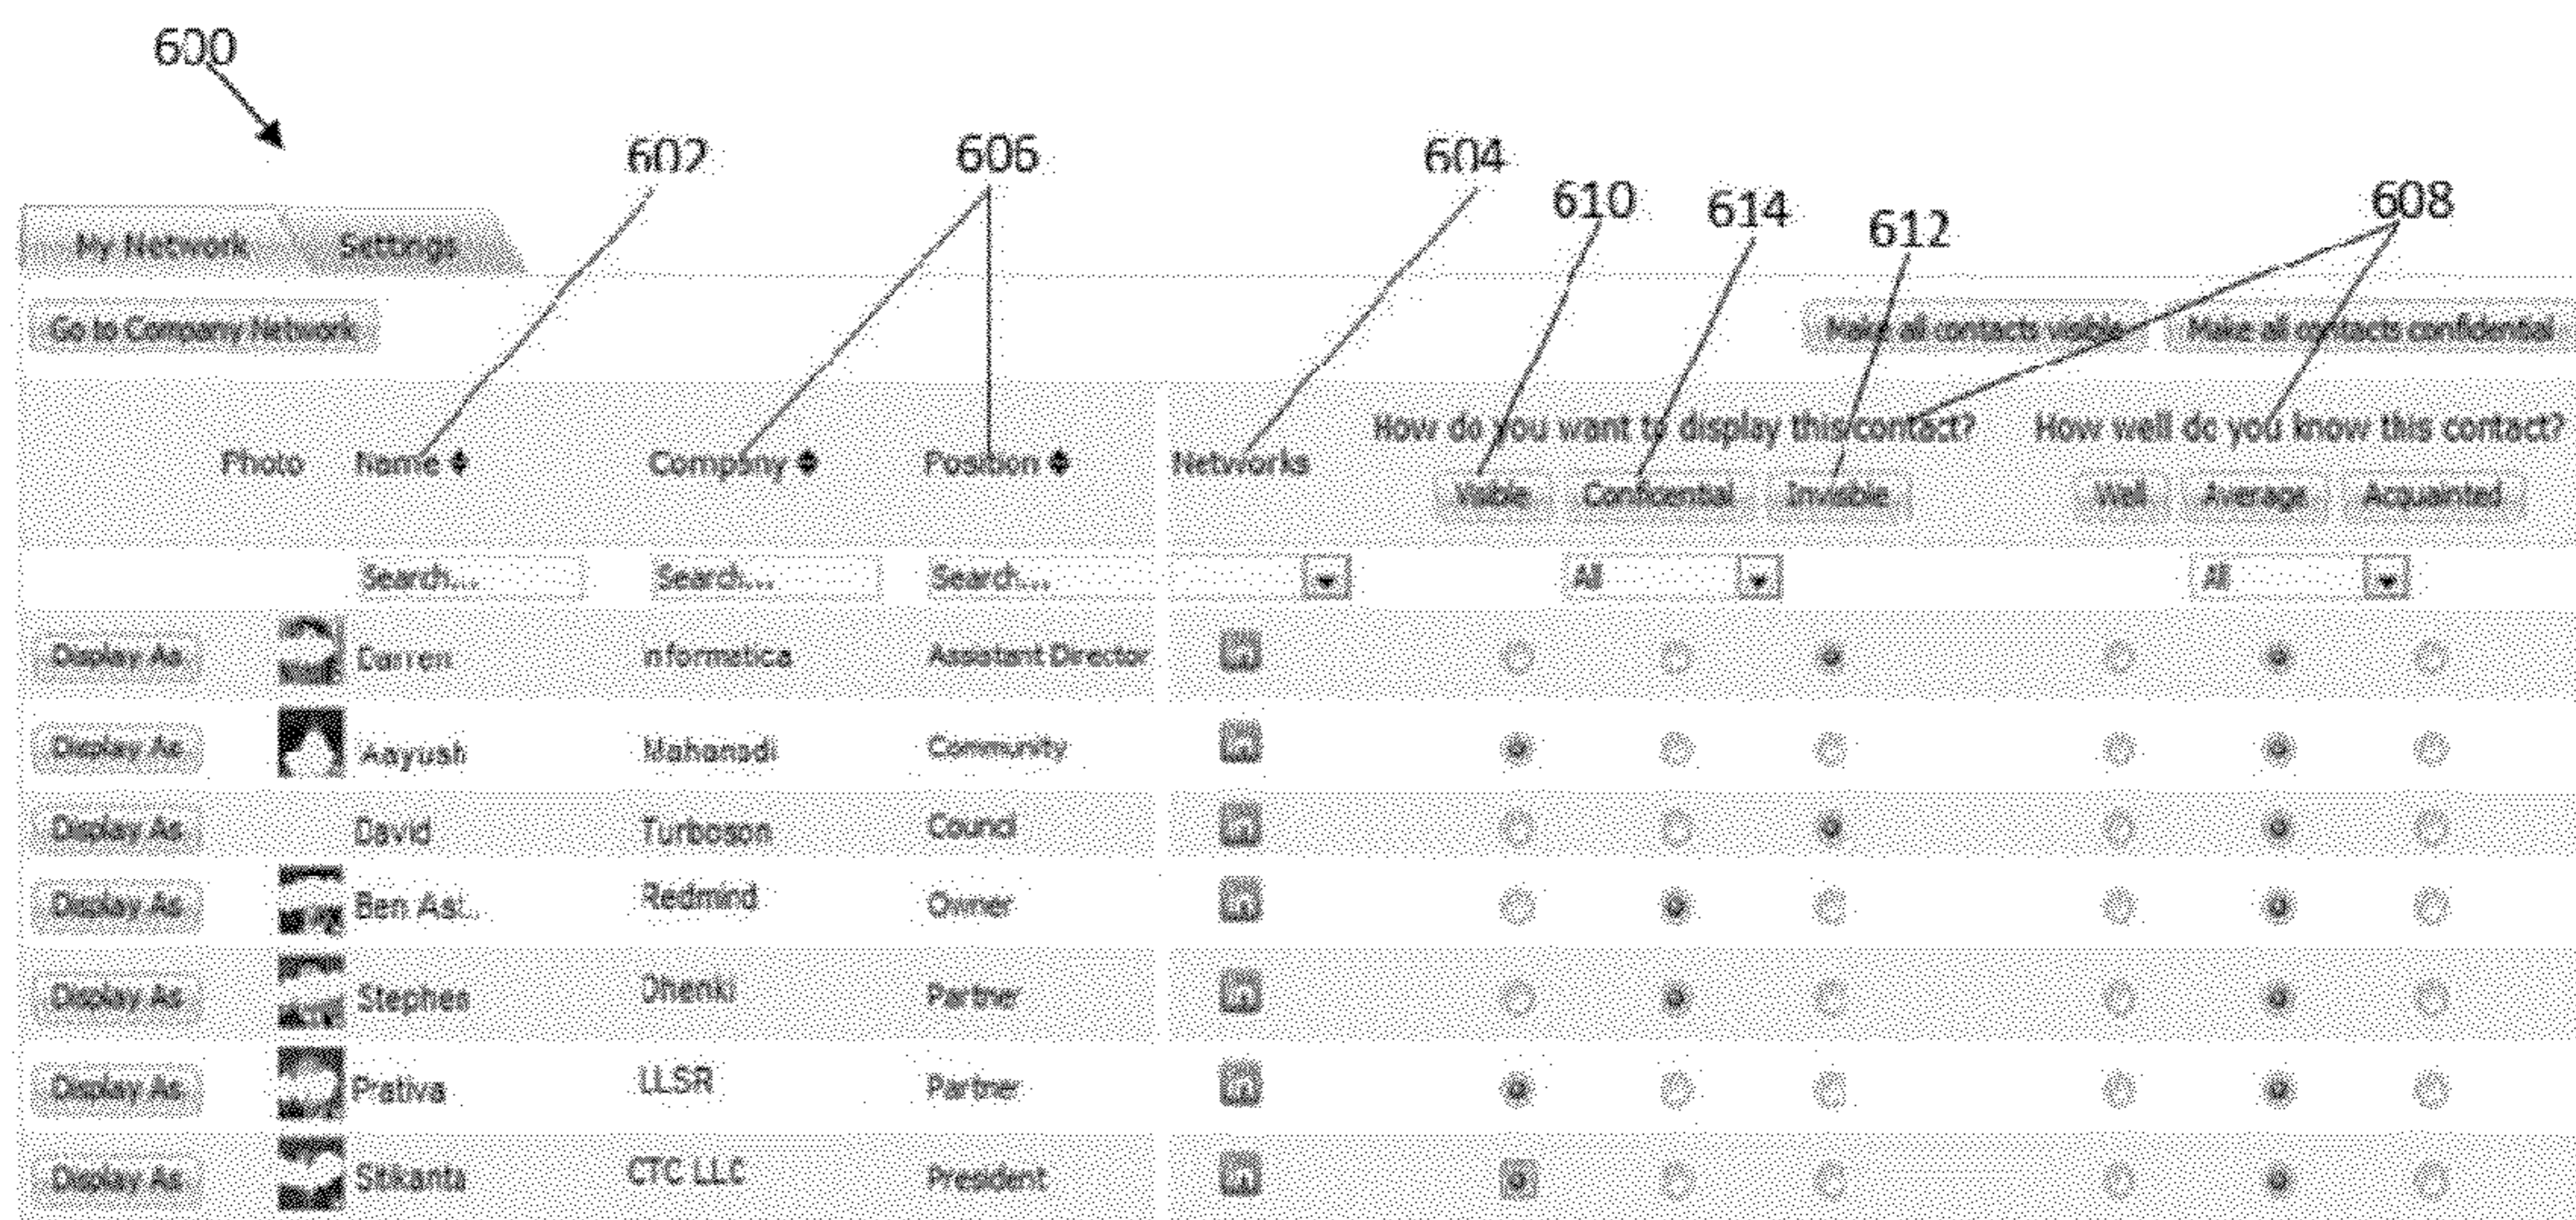 600
602 606 604
610 614 612 608
My Network Settings
Go to Company Network Make all contacts visible Make all contacts confidential
How do you want to display this contact? How well do you know this contact?
Photo Name Company Position Networks
Visible Confidential Invisible Well Average Acquainted
Search... Search... Search... All All
Display As Darren nformatica Assistant Director
Display As Aayush Mahanadi Community
Display As David Turboson Council
Display As Ben Ast... Redmind Owner
Display As Stephen Dhenki Partner
Display As Prativa LLSR Partner
Display As Sitikanta CTC LLC President